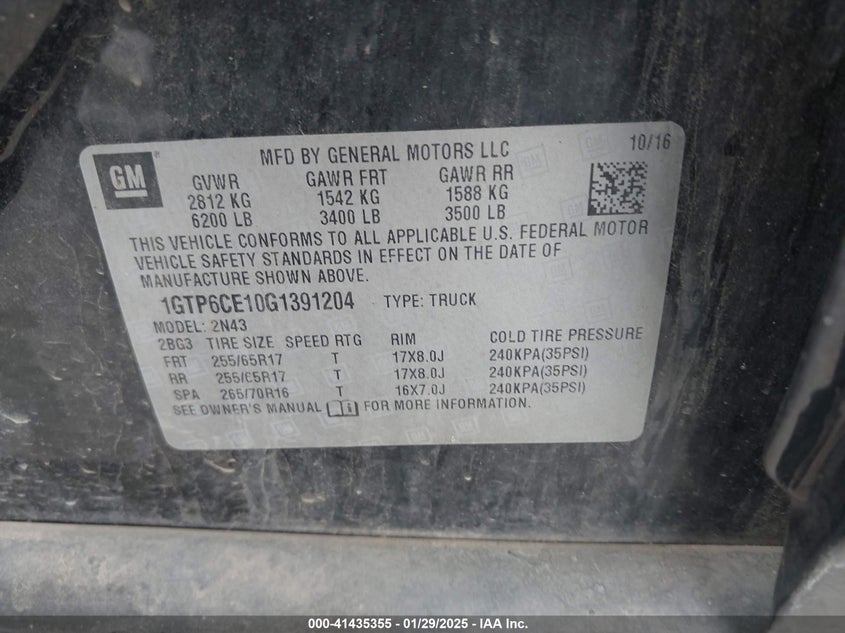 GM
MFD BY GENERAL MOTORS LLC 10/16
GVWR GAWR FRT GAWR RR
2812 KG 1542 KG 1588 KG
6200 LB 3400 LB 3500 LB
THIS VEHICLE CONFORMS TO ALL APPLICABLE U.S. FEDERAL MOTOR
VEHICLE SAFETY STANDARDS IN EFFECT ON THE DATE OF
MANUFACTURE SHOWN ABOVE.
1GTP6CE10G1391204 TYPE: TRUCK
MODEL: 2N43
2BG3 TIRE SIZE SPEED RTG RIM COLD TIRE PRESSURE
FRT 255/65R17 T 17X8.0J 240KPA(35PSI)
RR 255/65R17 T 17X8.0J 240KPA(35PSI)
SPA 265/70R16 T 16X7.0J 240KPA(35PSI)
SEE OWNER'S MANUAL FOR MORE INFORMATION.
000-41435355 - 01/29/2025 - IAA Inc.